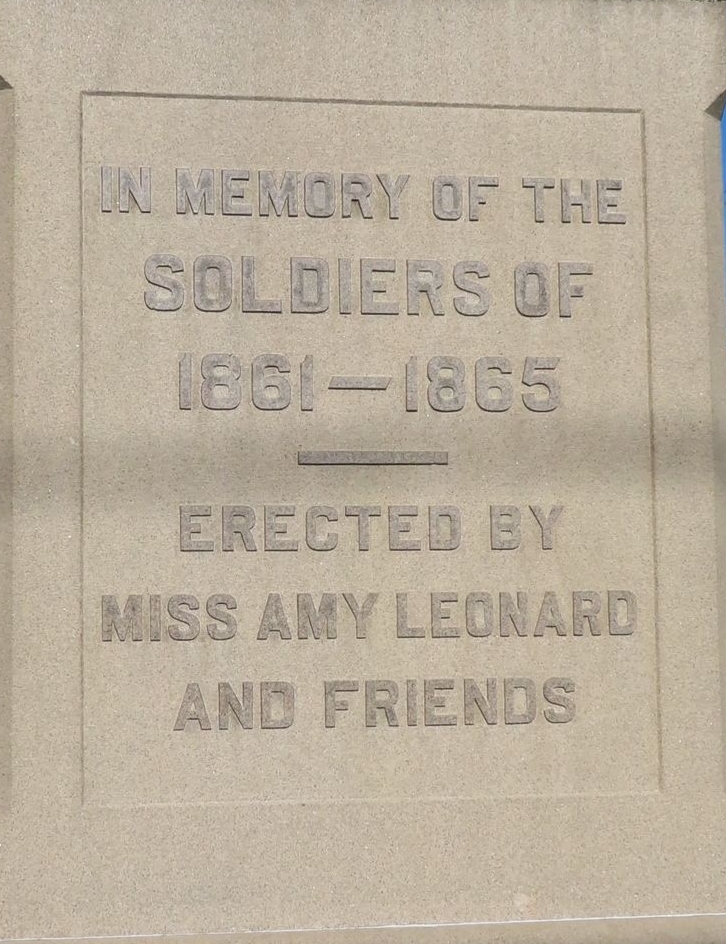 IN MEMORY OF THE
SOLDIERS OF
1861—1865
ERECTED BY
MISS AMY LEONARD
AND FRIENDS